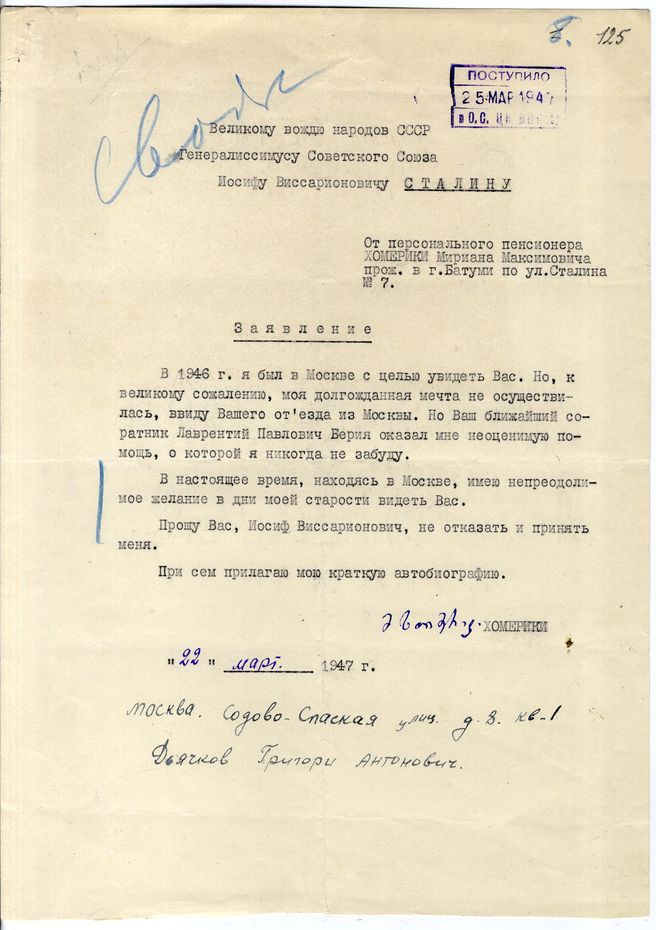 8. 125
ПОСТУПИЛО
25 МАР 1947
в О.С. ЦК
Великому вождю народов СССР
Генералиссимусу Советского Союза
Иосифу Виссарионовичу СТАЛИНУ
От персонального пенсионера
ХОМЕРИКИ Мириана Максимовича
прож. в г.Батуми по ул.Сталина
№ 7.
Заявление
В 1946 г. я был в Москве с целью увидеть Вас. Но, к
великому сожалению, моя долгожданная мечта не осуществи-
лась, ввиду Вашего от'езда из Москвы. Но Ваш ближайший со-
ратник Лаврентий Павлович Берия оказал мне неоценимую по-
мощь, о которой я никогда не забуду.
В настоящее время, находясь в Москве, имею непреодоли-
мое желание в дни моей старости видеть Вас.
Прошу Вас, Иосиф Виссарионович, не отказать и принять
меня.
При сем прилагаю мою краткую автобиографию.
ХОМЕРИКИ
"22" март. 1947 г.
Москва. Содово-Спаская улиц. д-8. кв-1
Дьячков Григори Антонович.